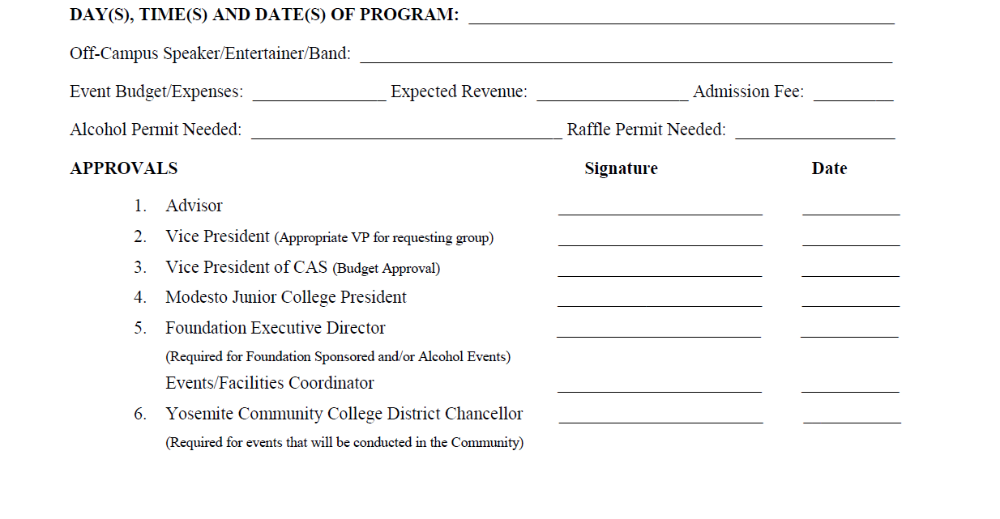 DAY(S), TIME(S) AND DATE(S) OF PROGRAM:
Off-Campus Speaker/Entertainer/Band:
Event Budget/Expenses: Expected Revenue: Admission Fee:
Alcohol Permit Needed: Raffle Permit Needed:
APPROVALS Signature Date
1. Advisor
2. Vice President (Appropriate VP for requesting group)
3. Vice President of CAS (Budget Approval)
4. Modesto Junior College President
5. Foundation Executive Director
(Required for Foundation Sponsored and/or Alcohol Events)
Events/Facilities Coordinator
6. Yosemite Community College District Chancellor
(Required for events that will be conducted in the Community)